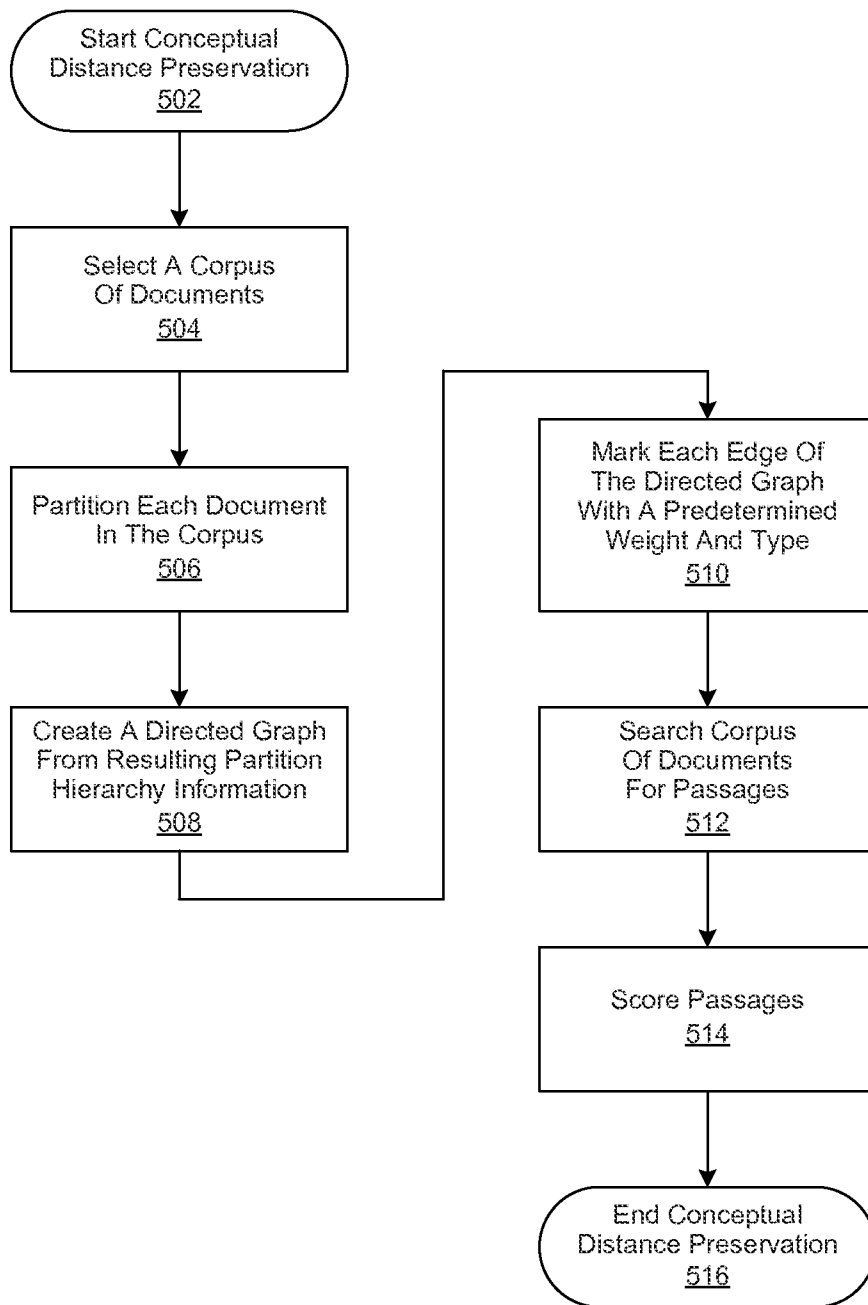 Start Conceptual
Distance Preservation
502
Select A Corpus
Of Documents
504
Partition Each Document
In The Corpus
506
Create A Directed Graph
From Resulting Partition
Hierarchy Information
508
Mark Each Edge Of
The Directed Graph
With A Predetermined
Weight And Type
510
Search Corpus
Of Documents
For Passages
512
Score Passages
514
End Conceptual
Distance Preservation
516